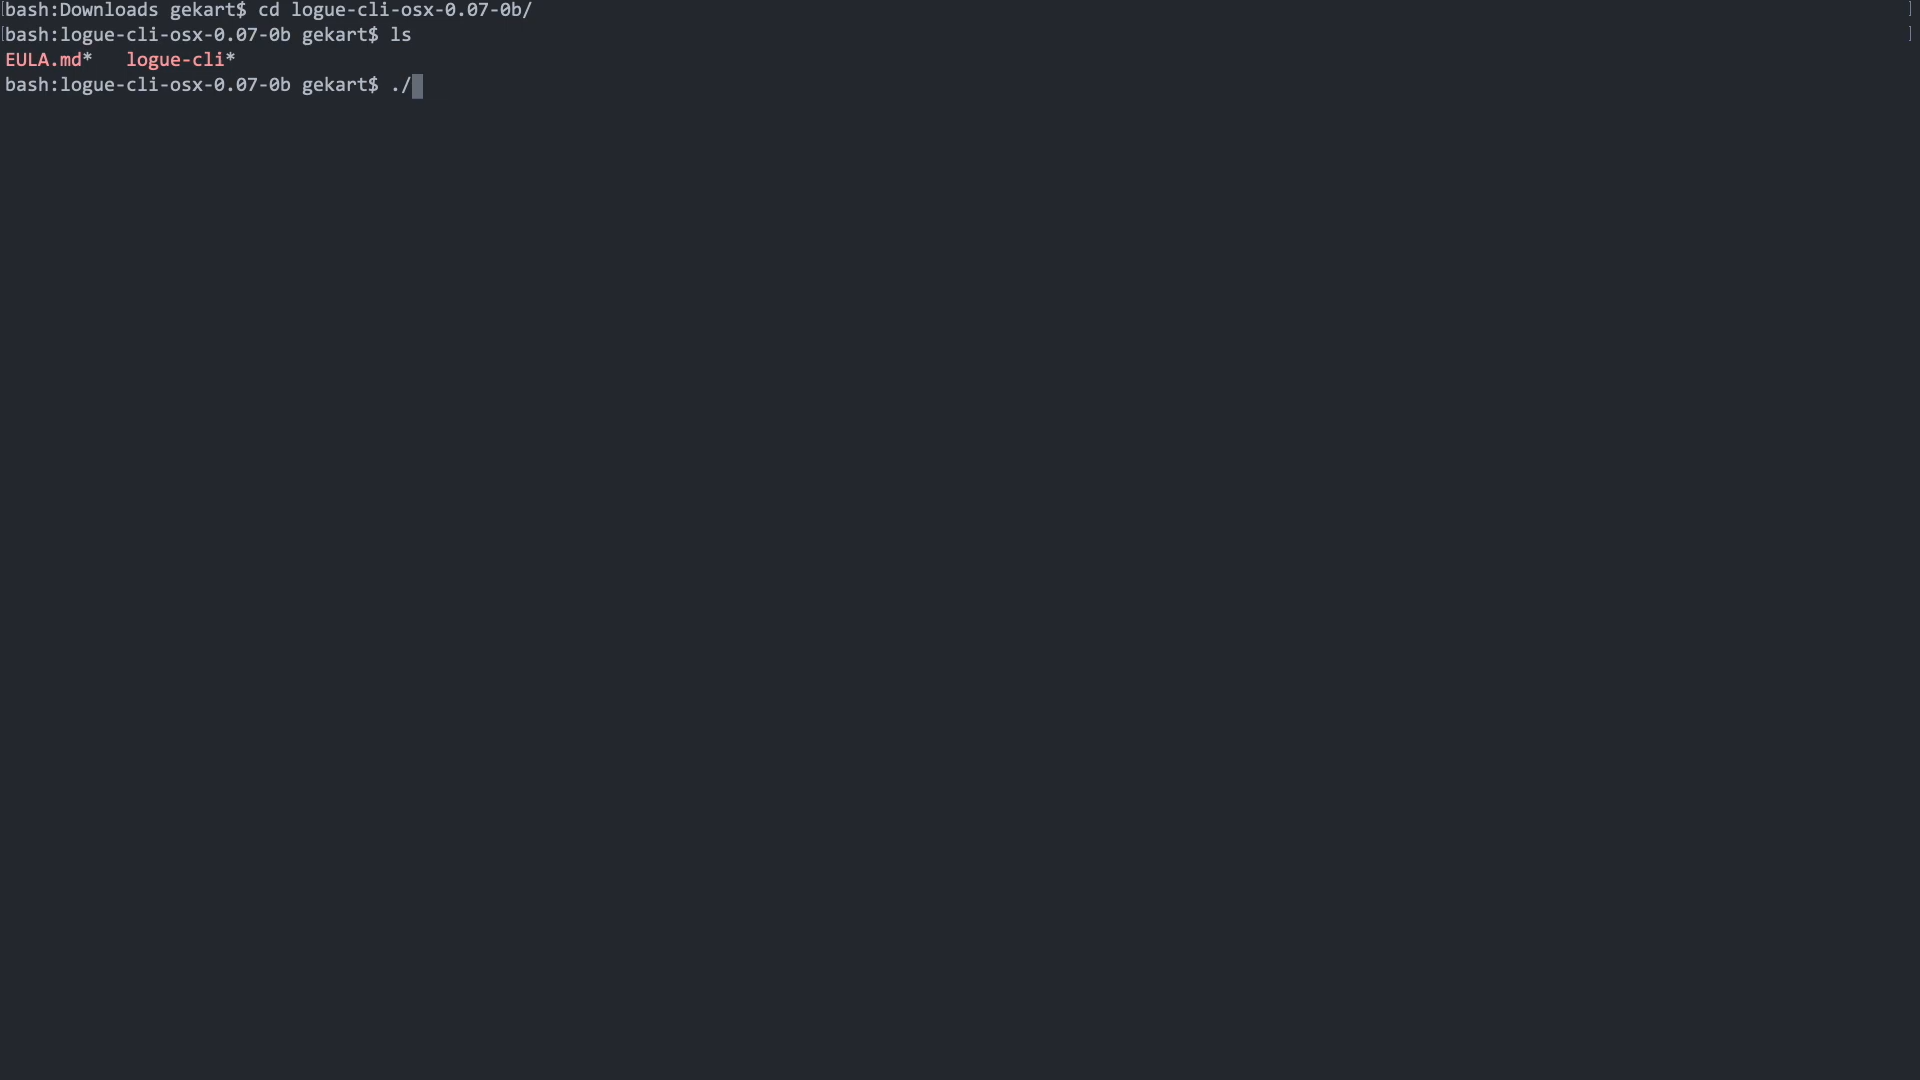 [bash:Downloads gekart$ cd logue-cli-osx-0.07-0b/ ]
[bash:logue-cli-osx-0.07-0b gekart$ ls ]
EULA.md* logue-cli*
bash:logue-cli-osx-0.07-0b gekart$ ./